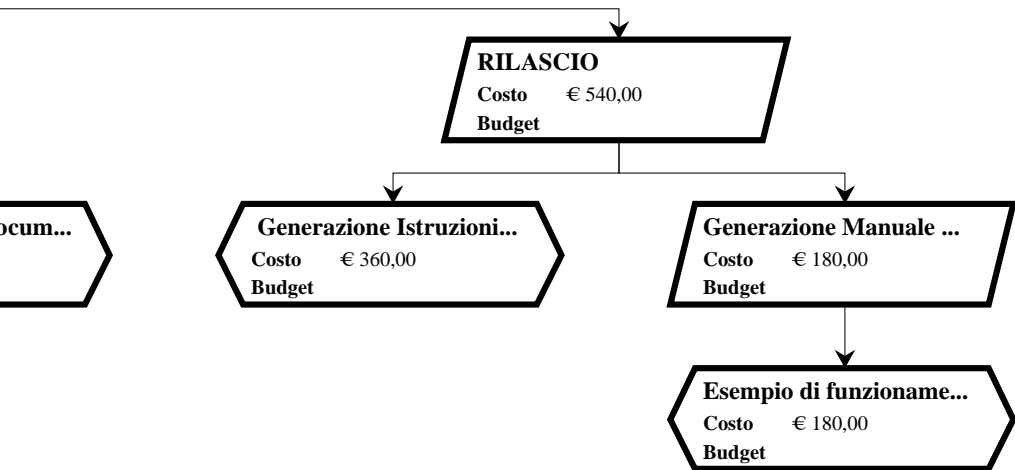 RILASCIO
Costo € 540,00
Budget
ocum...
Generazione Istruzioni...
Costo € 360,00
Budget
Generazione Manuale ...
Costo € 180,00
Budget
Esempio di funzioname...
Costo € 180,00
Budget